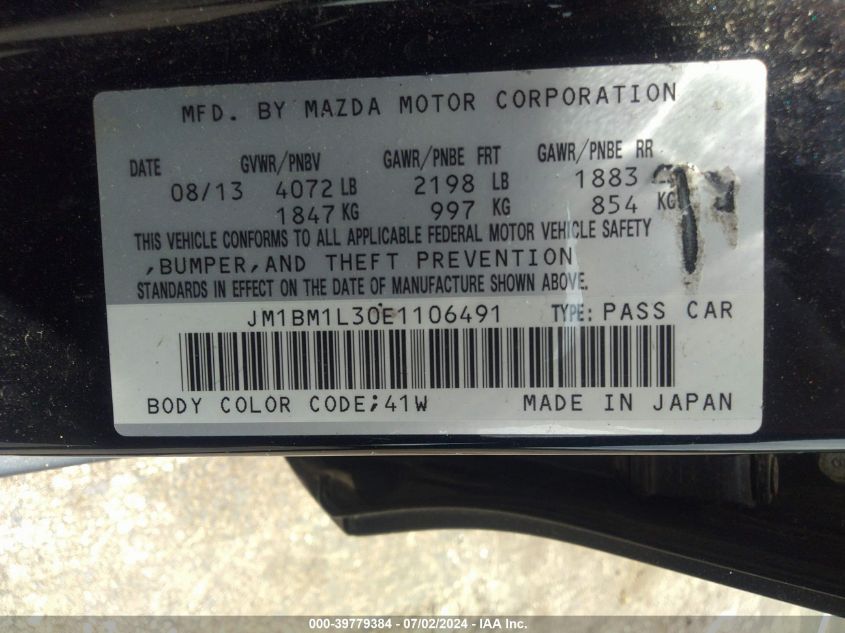 MFD. BY MAZDA MOTOR CORPORATION
DATE GVWR/PNBV GAWR/PNBE FRT GAWR/PNBE RR
08/13 4072 LB 2198 LB 1883
1847 KG 997 KG 854 KG
THIS VEHICLE CONFORMS TO ALL APPLICABLE FEDERAL MOTOR VEHICLE SAFETY
,BUMPER,AND THEFT PREVENTION
STANDARDS IN EFFECT ON THE DATE OF MANUFACTURE SHOWN ABOVE.
JM1BM1L30E1106491 TYPE: PASS CAR
BODY COLOR CODE;41W MADE IN JAPAN
000-39779384 / 07/02/2024 - IAA Inc.